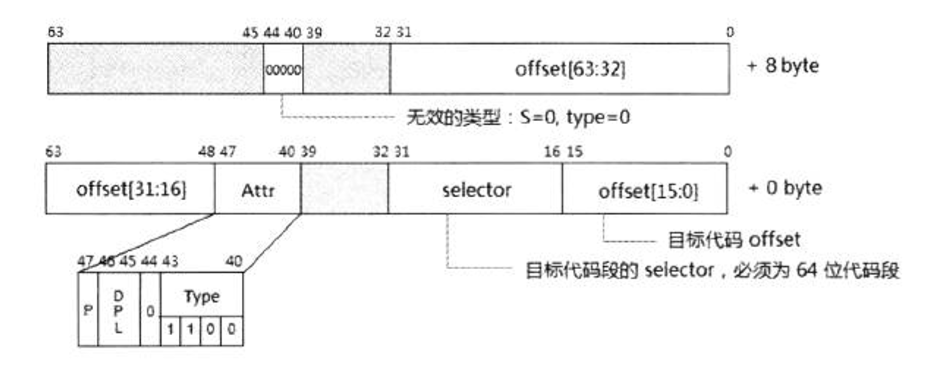 63 45 44 40 39 32 31 0
00000 offset[63:32] + 8 byte
无效的类型：S=0, type=0
63 48 47 40 39 32 31 16 15 0
offset[31:16] Attr selector offset[15:0] + 0 byte
目标代码 offset
目标代码段的 selector，必须为 64 位代码段
47 46 45 44 43 40
P DPL 0 Type
1 1 0 0